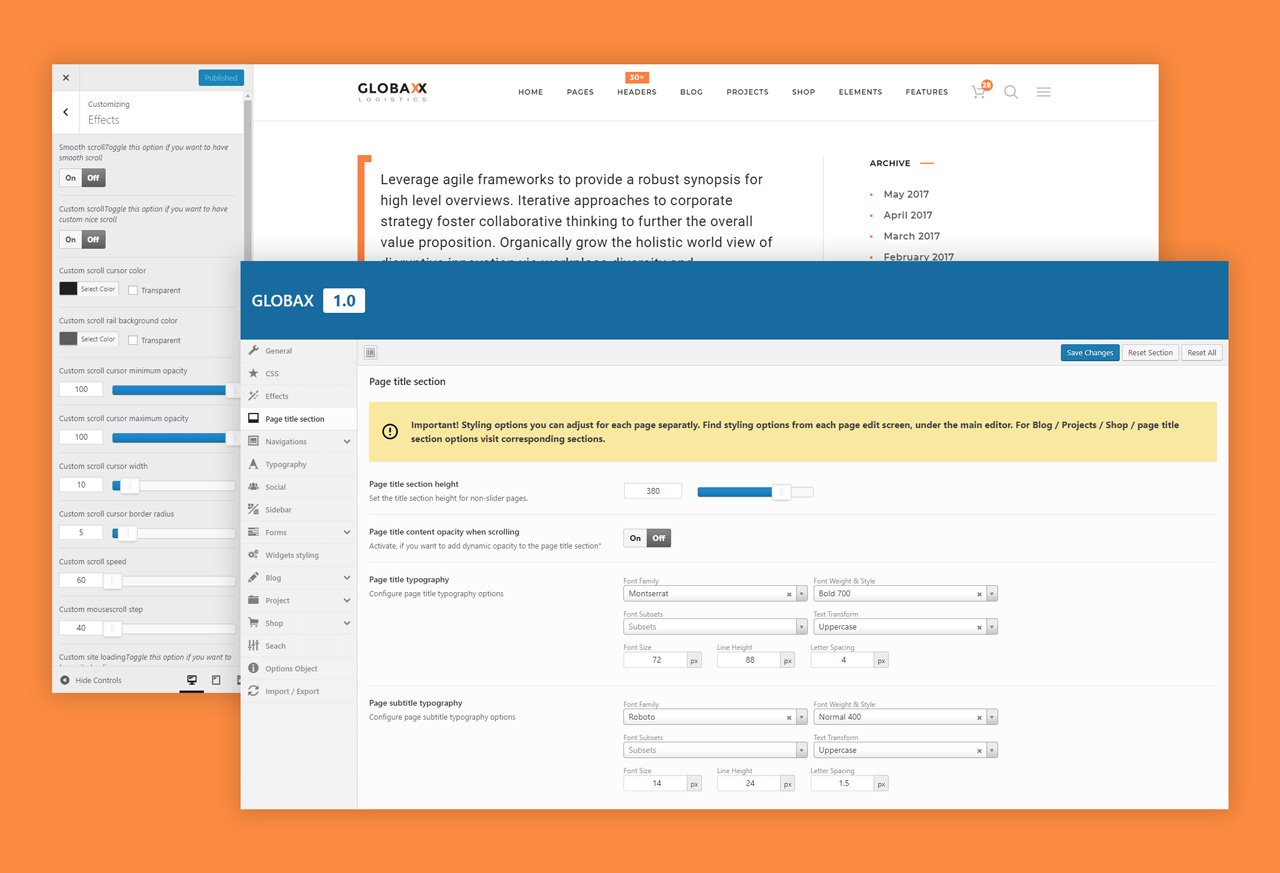 Published
Customizing
Effects
Smooth scrollToggle this option if you want to have
smooth scroll
On Off
Custom scrollToggle this option if you want to have
custom nice scroll
On Off
Custom scroll cursor color
Select Color Transparent
Custom scroll rail background color
Select Color Transparent
Custom scroll cursor minimum opacity
100
Custom scroll cursor maximum opacity
100
Custom scroll cursor width
10
Custom scroll cursor border radius
5
Custom scroll speed
60
Custom mousescroll step
40
Custom site loadingToggle this option if you want to
Hide Controls
GLOBAXX
LOGISTICS
30+
HOME PAGES HEADERS BLOG PROJECTS SHOP ELEMENTS FEATURES
28
Leverage agile frameworks to provide a robust synopsis for
high level overviews. Iterative approaches to corporate
strategy foster collaborative thinking to further the overall
value proposition. Organically grow the holistic world view of
disruptive innovation via workplace diversity and
ARCHIVE
May 2017
April 2017
March 2017
February 2017
GLOBAX 1.0
General
CSS
Effects
Page title section
Navigations
Typography
Social
Sidebar
Forms
Widgets styling
Blog
Project
Shop
Seach
Options Object
Import / Export
Save Changes Reset Section Reset All
Page title section
Important! Styling options you can adjust for each page separatly. Find styling options from each page edit screen, under the main editor. For Blog / Projects / Shop / page title
section options visit corresponding sections.
Page title section height
Set the title section height for non-slider pages.
380
Page title content opacity when scrolling
Activate, if you want to add dynamic opacity to the page title section"
On Off
Page title typography
Configure page title typography options
Font Family Font Weight & Style
Montserrat Bold 700
Font Subsets Text Transform
Subsets Uppercase
Font Size Line Height Letter Spacing
72 px 88 px 4 px
Page subtitle typography
Configure page subtitle typography options
Font Family Font Weight & Style
Roboto Normal 400
Font Subsets Text Transform
Subsets Uppercase
Font Size Line Height Letter Spacing
14 px 24 px 1.5 px